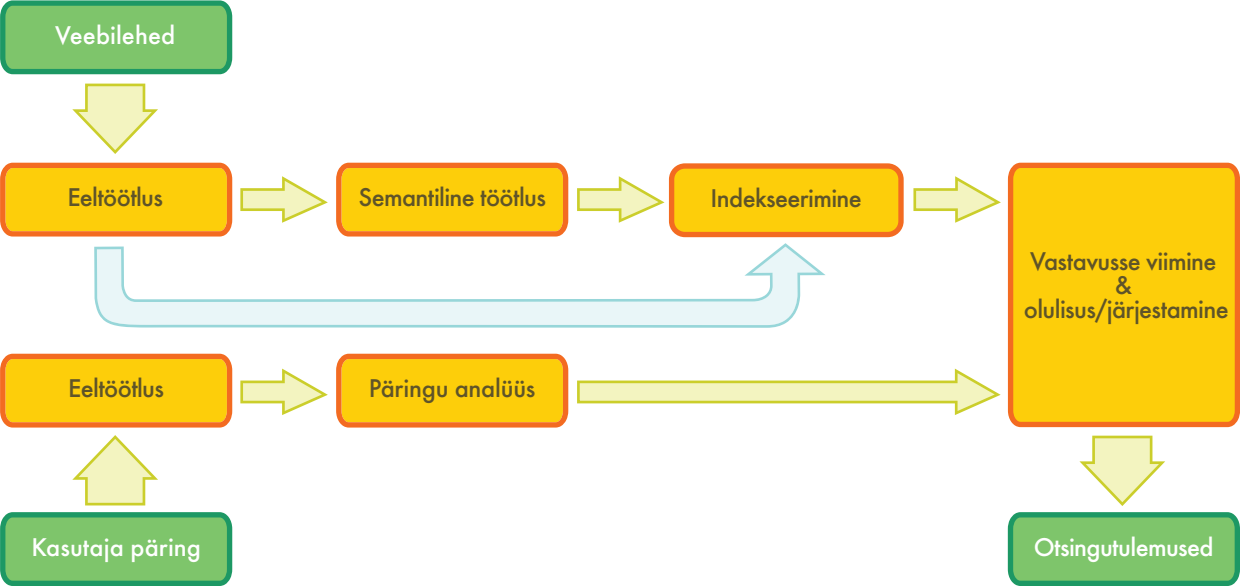 Veebilehed
Eeltöötlus
Semantiline töötlus
Indekseerimine
Vastavusse viimine
&
olulisus/järjestamine
Eeltöötlus
Päringu analüüs
Kasutaja päring
Otsingutulemused